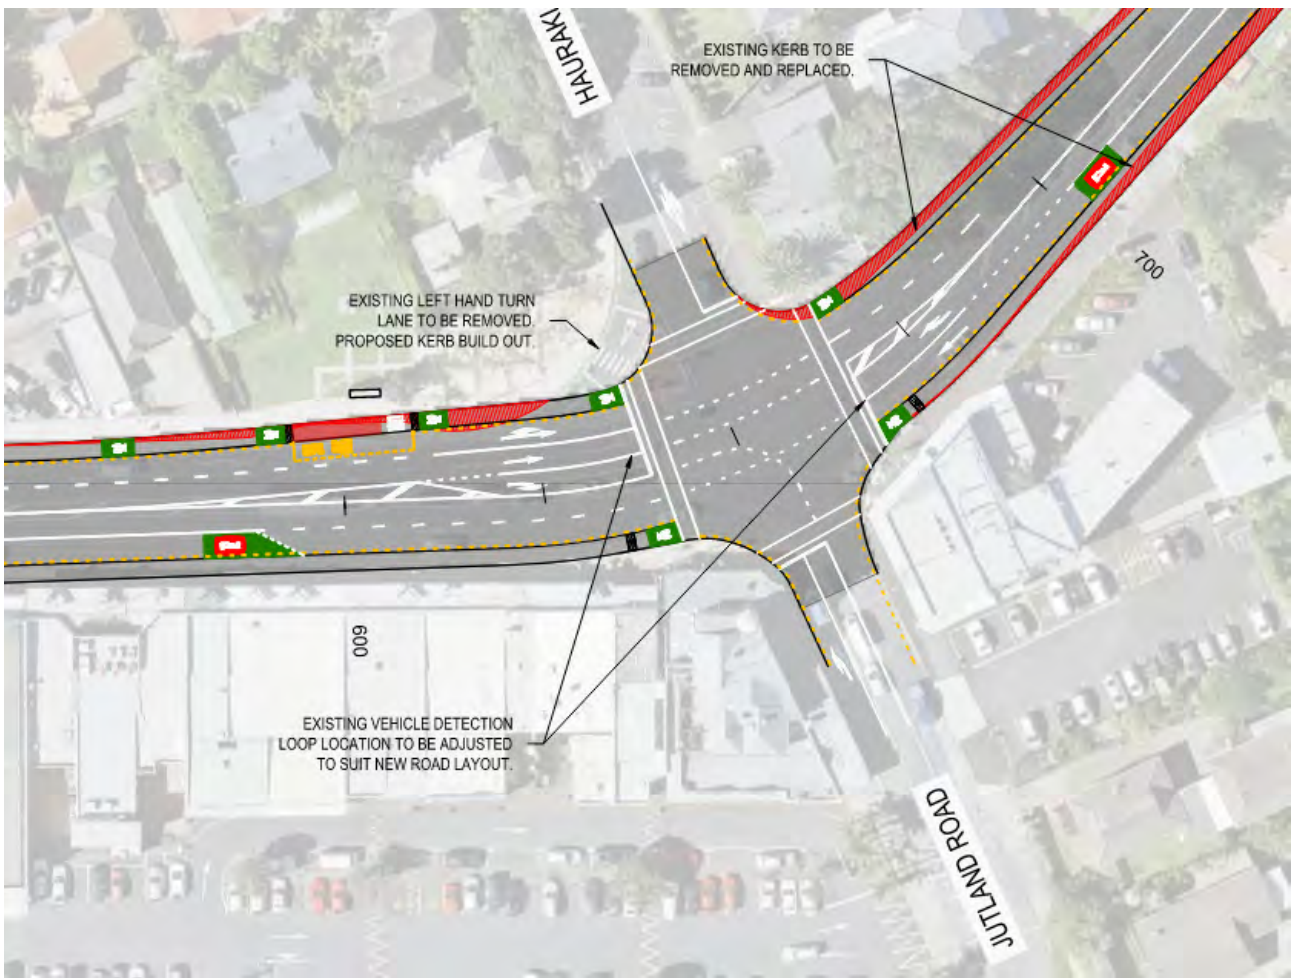 HAURAKI
EXISTING KERB TO BE
REMOVED AND REPLACED.
700
EXISTING LEFT HAND TURN
LANE TO BE REMOVED.
PROPOSED KERB BUILD OUT.
600
EXISTING VEHICLE DETECTION
LOOP LOCATION TO BE ADJUSTED
TO SUIT NEW ROAD LAYOUT.
JUTLAND ROAD